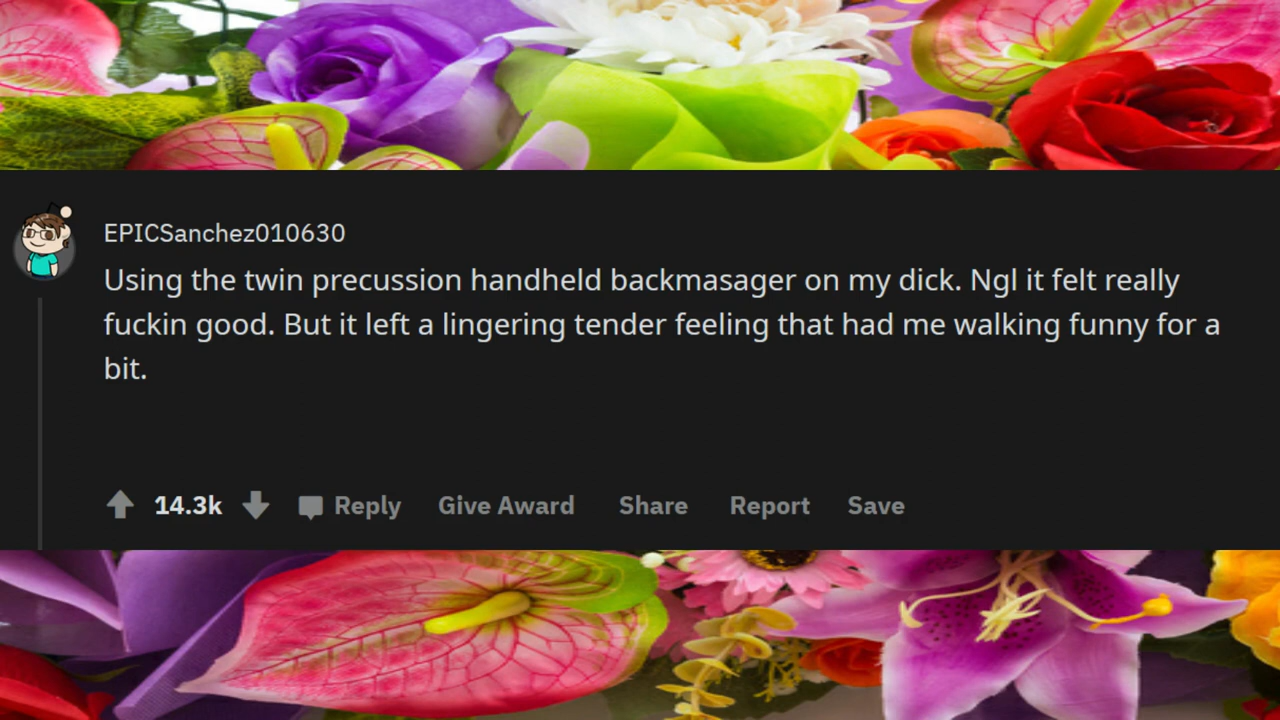 EPICSanchez010630
Using the twin precussion handheld backmasager on my dick. Ngl it felt really
fuckin good. But it left a lingering tender feeling that had me walking funny for a
bit.
14.3k Reply Give Award Share Report Save